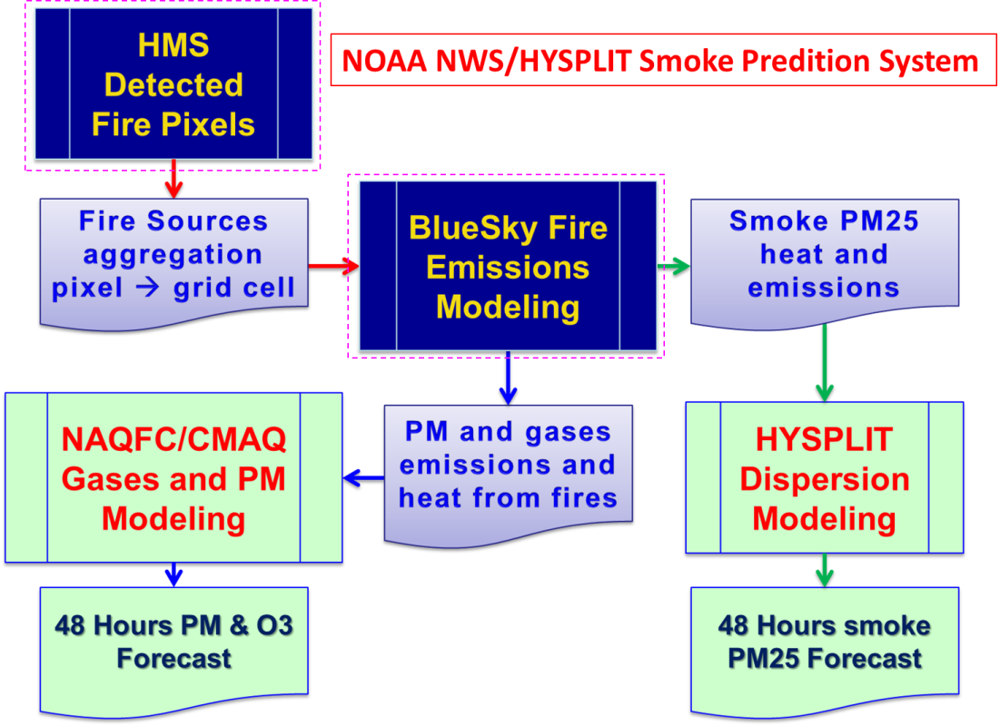 HMS
Detected
Fire Pixels
NOAA NWS/HYSPLIT Smoke Predition System
Fire Sources
aggregation
pixel → grid cell
BlueSky Fire
Emissions
Modeling
Smoke PM25
heat and
emissions
NAQFC/CMAQ
Gases and PM
Modeling
PM and gases
emissions and
heat from fires
HYSPLIT
Dispersion
Modeling
48 Hours PM & O3
Forecast
48 Hours smoke
PM25 Forecast